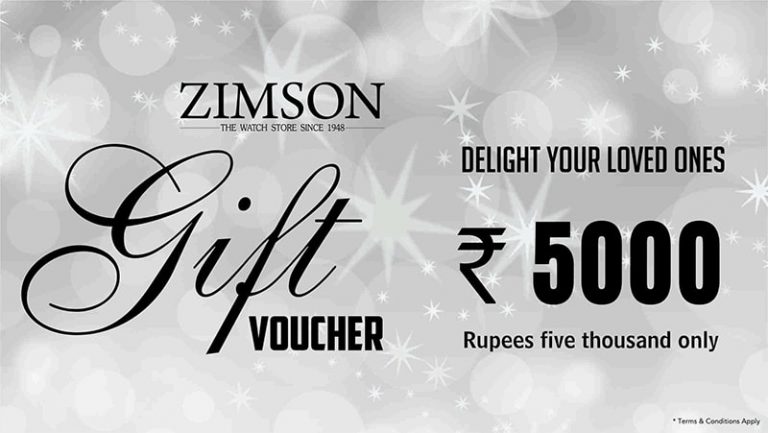 ZIMSON
THE WATCH STORE SINCE 1948
Gift
VOUCHER
DELIGHT YOUR LOVED ONES
₹ 5000
Rupees five thousand only
* Terms & Conditions Apply